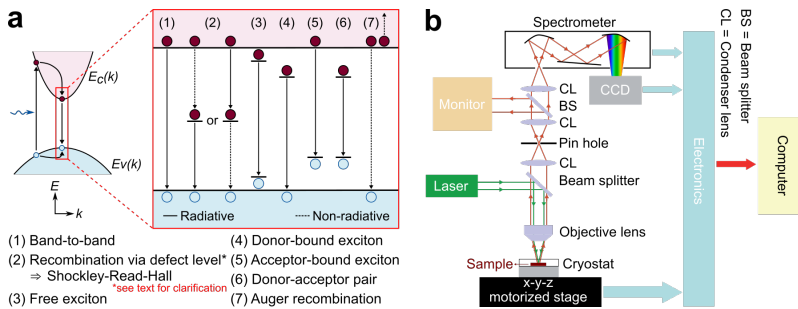 a
(1) (2) (3) (4) (5) (6) (7)
EC(k)
or
Ev(k)
E
k
Radiative
Non-radiative
(1) Band-to-band
(2) Recombination via defect level*
⇒ Shockley-Read-Hall
*see text for clarification
(3) Free exciton
(4) Donor-bound exciton
(5) Acceptor-bound exciton
(6) Donor-acceptor pair
(7) Auger recombination
b
Spectrometer
CCD
CL
BS
CL
Monitor
Pin hole
CL
Beam splitter
Laser
Objective lens
Sample
Cryostat
x-y-z
motorized stage
Electronics
BS = Beam splitter
CL = Condenser lens
Computer